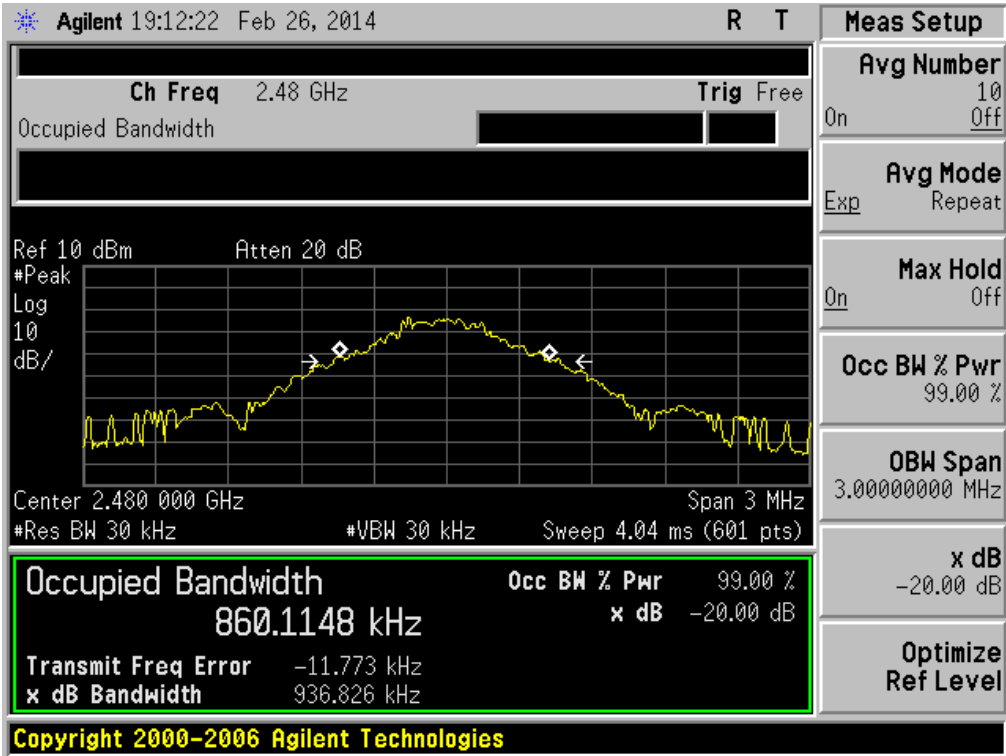 Agilent 19:12:22 Feb 26, 2014 R T
Ch Freq 2.48 GHz Trig Free
Occupied Bandwidth
Ref 10 dBm Atten 20 dB
#Peak
Log
10
dB/
Center 2.480 000 GHz Span 3 MHz
#Res BW 30 kHz #VBW 30 kHz Sweep 4.04 ms (601 pts)
Occupied Bandwidth Occ BW % Pwr 99.00 %
860.1148 kHz x dB -20.00 dB
Transmit Freq Error -11.773 kHz
x dB Bandwidth 936.826 kHz
Copyright 2000-2006 Agilent Technologies
Meas Setup
Avg Number
10
On Off
Avg Mode
Exp Repeat
Max Hold
On Off
Occ BW % Pwr
99.00 %
OBW Span
3.00000000 MHz
x dB
-20.00 dB
Optimize
Ref Level